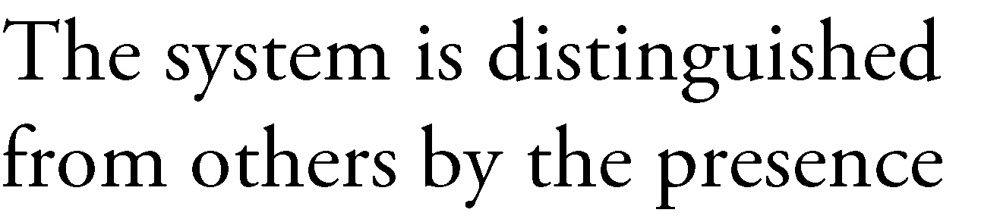 The system is distinguished
from others by the presence